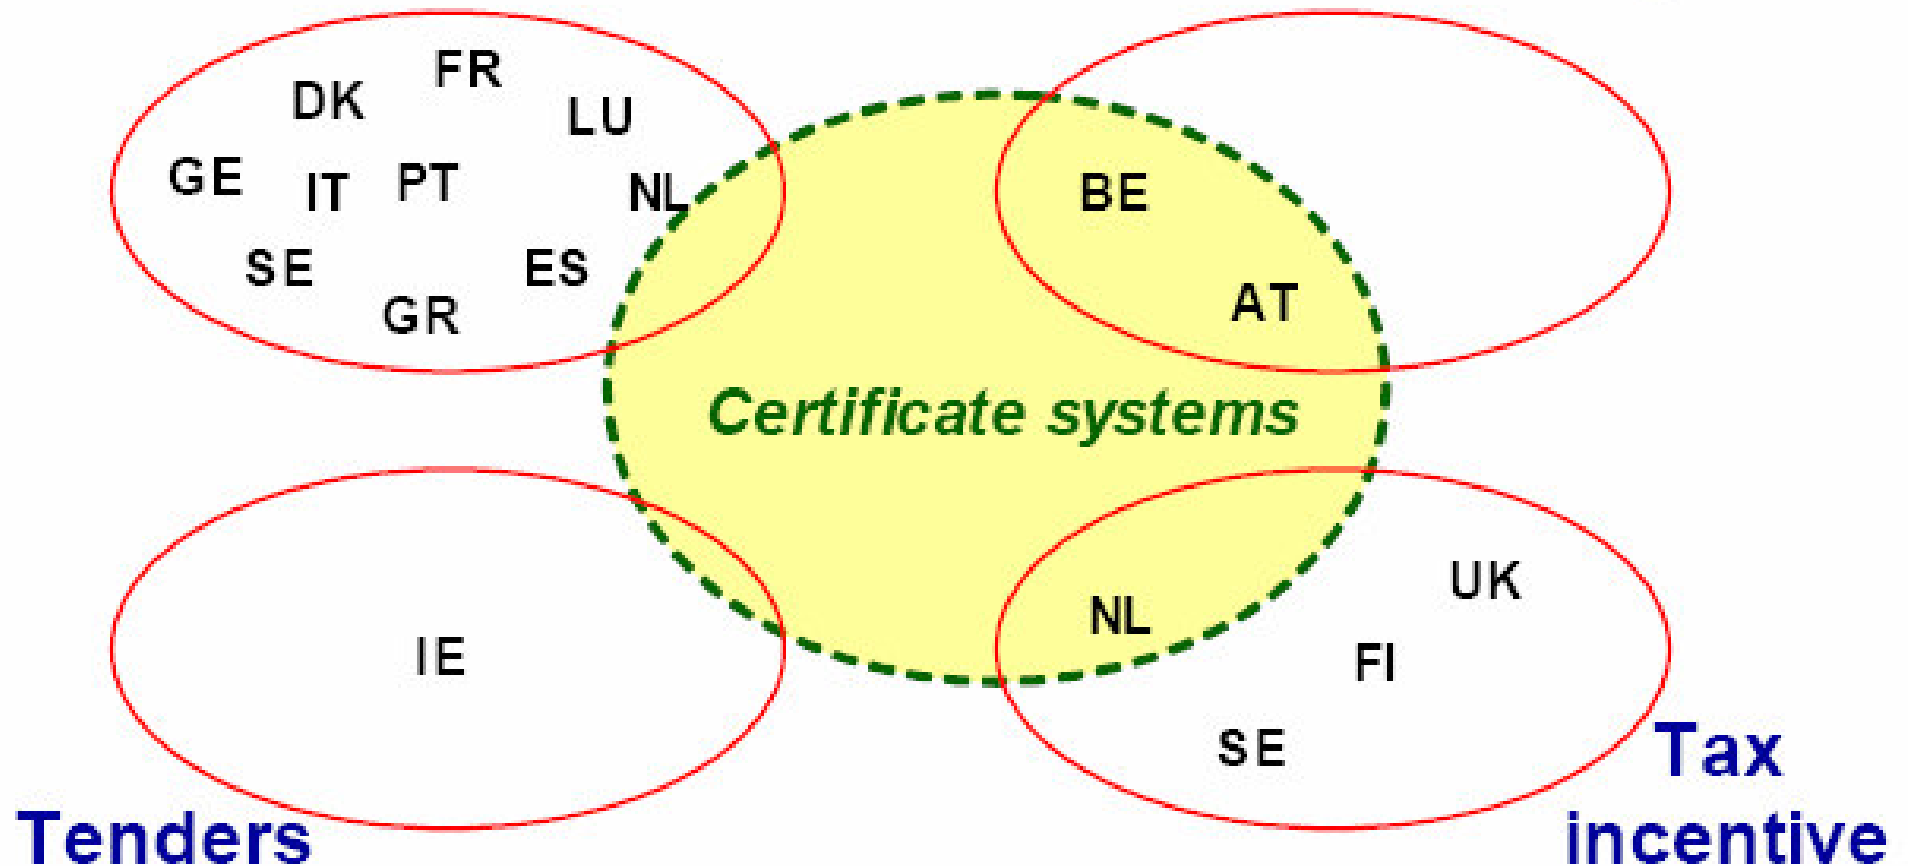 FR
DK
LU
GE
IT
PT
NL
SE
ES
GR
BE
AT
Certificate systems
IE
NL
UK
FI
SE
Tenders
Tax
incentive